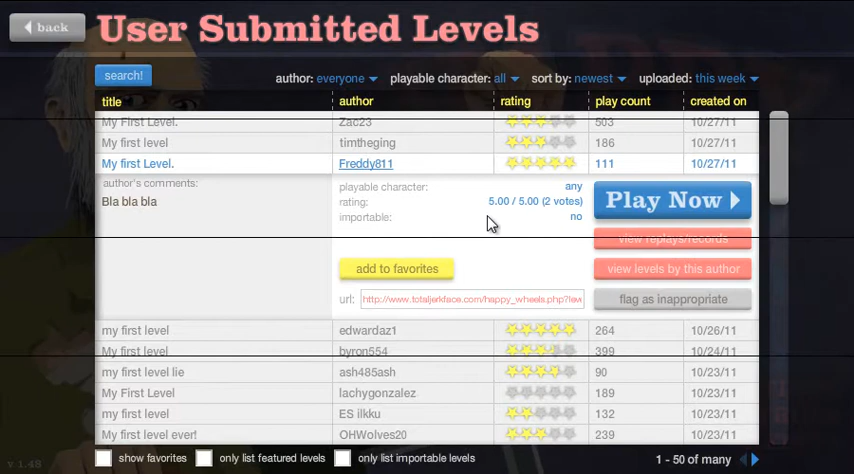 back
User Submitted Levels
search!
author: everyone playable character: all sort by: newest uploaded: this week
title author rating play count created on
My First Level. Zac23 503 10/27/11
My first level timtheging 186 10/27/11
My first Level. Freddy811 111 10/27/11
author's comments:
Bla bla bla
playable character: any
rating: 5.00 / 5.00 (2 votes)
importable: no
Play Now
view replays/records
add to favorites
view levels by this author
url: http://www.totaljerkface.com/happy_wheels.php?lev
flag as inappropriate
my first level edwardaz1 264 10/26/11
My first level byron554 399 10/24/11
my first level lie ash485ash 90 10/23/11
My First Level lachygonzalez 189 10/23/11
my first level ES ilkku 132 10/23/11
My first level ever! OHWolves20 239 10/23/11
show favorites only list featured levels only list importable levels 1 - 50 of many
v 1.48